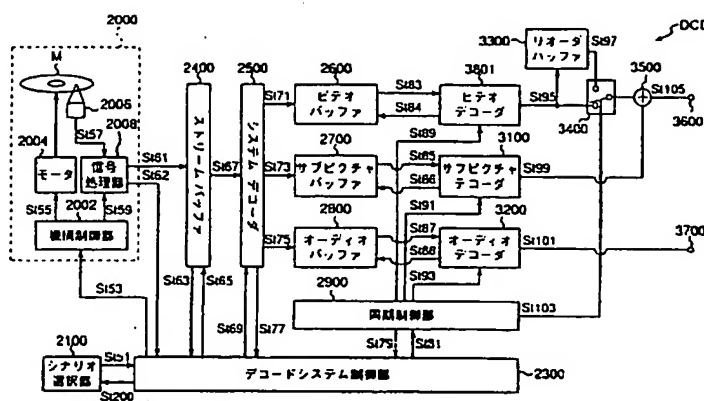 2000
M
2006
2004
モータ
St57
2008
信号
処理部
St55
2002
St59
機構制御部
St53
St61
St62
2400
ストリームバッファ
St63
St65
St67
2500
システムデコーダ
St69
St77
St71
St73
St75
2600
ビデオ
バッファ
2700
サブピクチャ
バッファ
2800
オーディオ
バッファ
St83
St84
St89
St85
St86
St91
St87
St88
St93
3801
ビデオ
デコーダ
3100
サブピクチャ
デコーダ
3200
オーディオ
デコーダ
3300
リオーダ
バッファ
St97
St95
3400
St99
St101
DCD
3500
St105
3600
3700
2900
同期制御部
St103
St79
St81
2100
シナリオ
選択部
St51
St200
デコードシステム制御部
2300